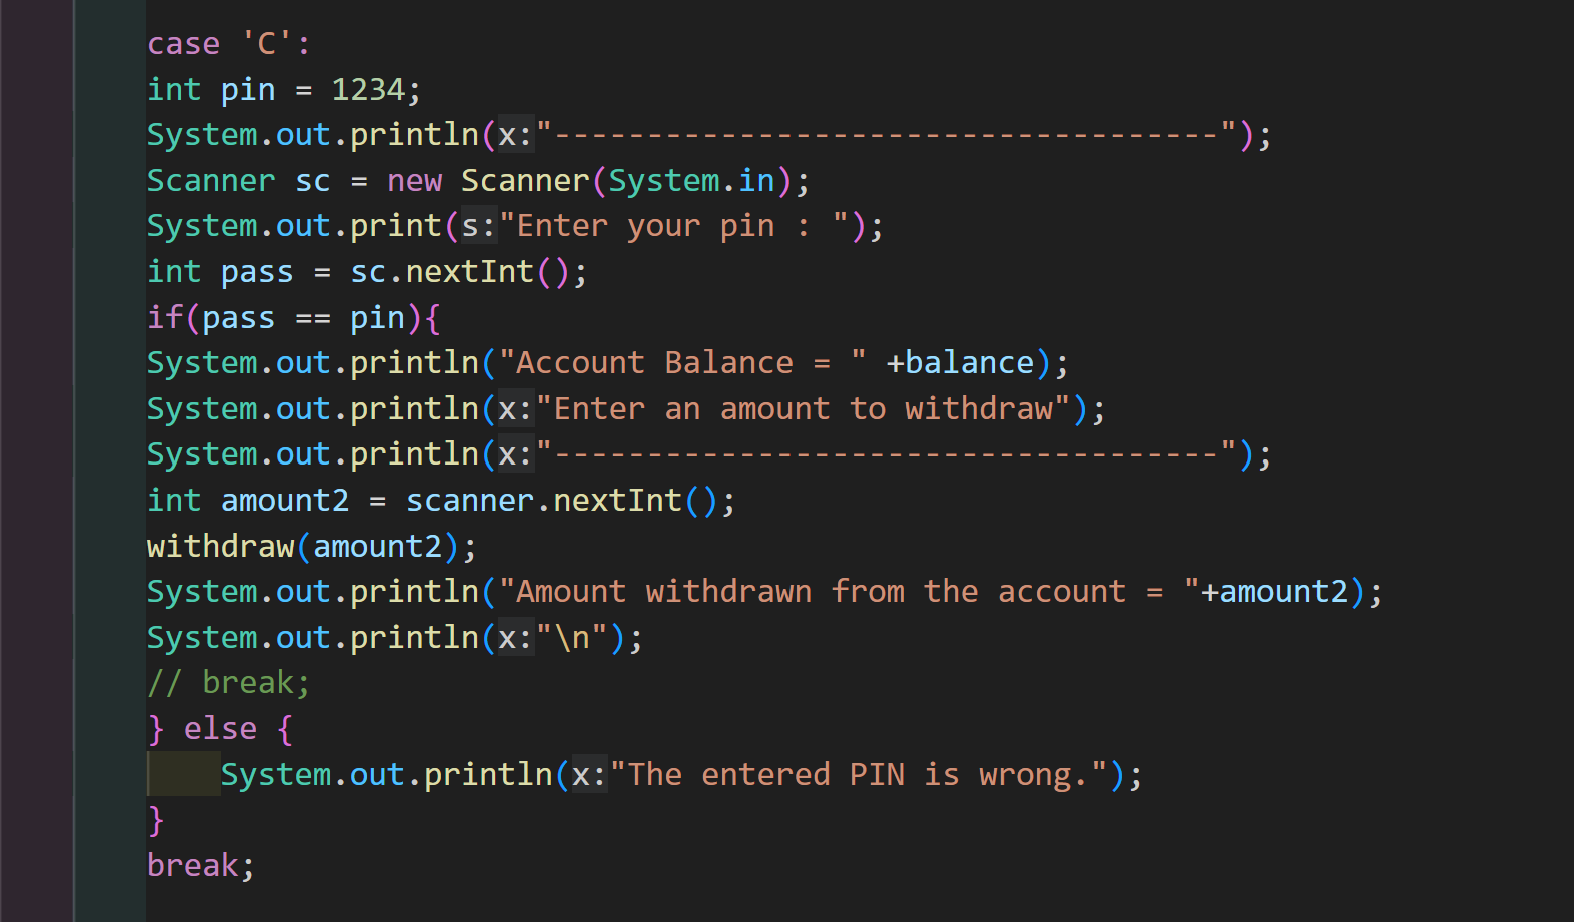 case 'C':
int pin = 1234;
System.out.println(x:"------------------------------------");
Scanner sc = new Scanner(System.in);
System.out.print(s:"Enter your pin : ");
int pass = sc.nextInt();
if(pass == pin){
System.out.println("Account Balance = " +balance);
System.out.println(x:"Enter an amount to withdraw");
System.out.println(x:"------------------------------------");
int amount2 = scanner.nextInt();
withdraw(amount2);
System.out.println("Amount withdrawn from the account = "+amount2);
System.out.println(x:"\n");
// break;
} else {
    System.out.println(x:"The entered PIN is wrong.");
}
break;